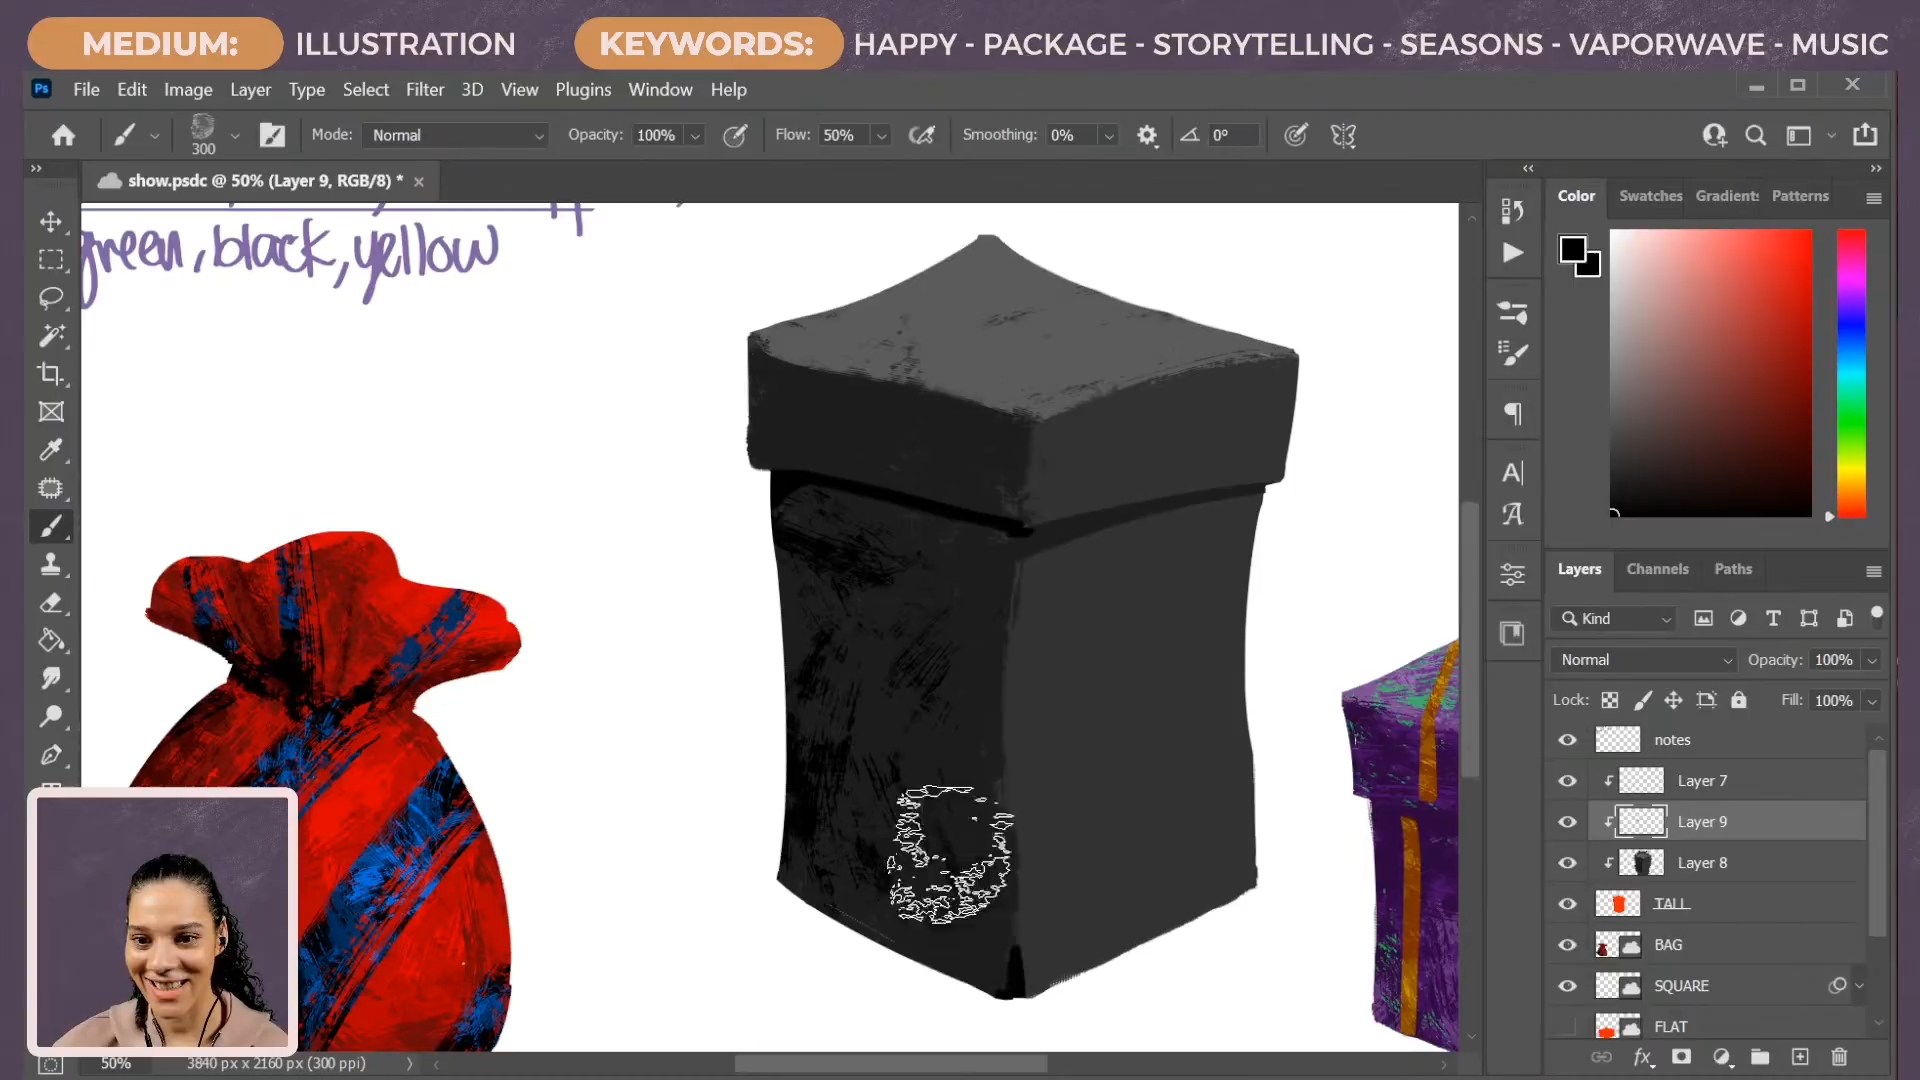 MEDIUM: ILLUSTRATION KEYWORDS: HAPPY - PACKAGE - STORYTELLING - SEASONS - VAPORWAVE - MUSIC
Ps File Edit Image Layer Type Select Filter 3D View Plugins Window Help
300 Mode: Normal Opacity: 100% Flow: 50% Smoothing: 0% 0°
show.psdc @ 50% (Layer 9, RGB/8) *
green, black, yellow
Color Swatches Gradients Patterns
Layers Channels Paths
Kind
Normal Opacity: 100%
Lock: Fill: 100%
notes
Layer 7
Layer 9
Layer 8
TALL
BAG
SQUARE
FLAT
50% 3840 px x 2160 px (300 ppi)